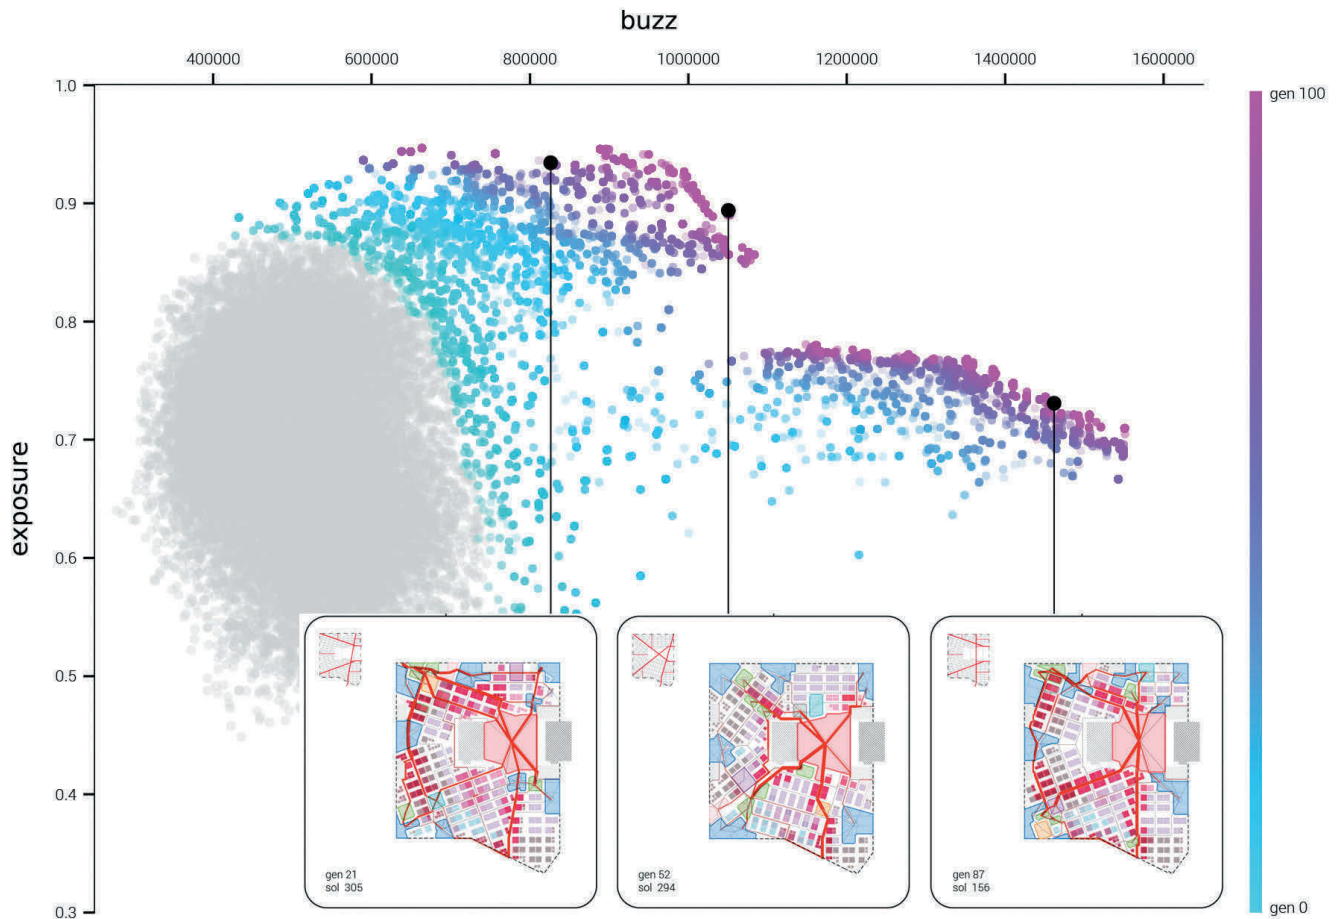 buzz
400000 600000 800000 1000000 1200000 1400000 1600000
1.0
gen 100
0.9
0.8
0.7
exposure
0.6
0.5
0.4
gen 21
sol 305
gen 52
sol 294
gen 87
sol 156
0.3
gen 0